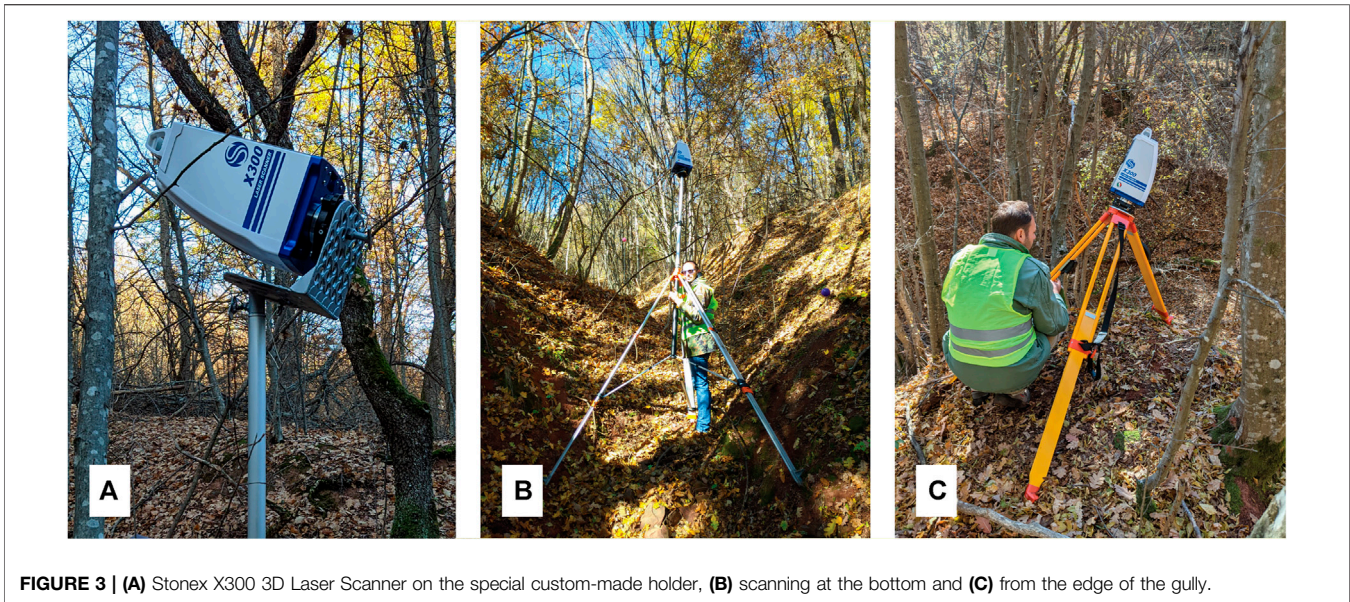 X300
LASER SCANNER
X300
A
B
C
FIGURE 3 | (A) Stonex X300 3D Laser Scanner on the special custom-made holder, (B) scanning at the bottom and (C) from the edge of the gully.